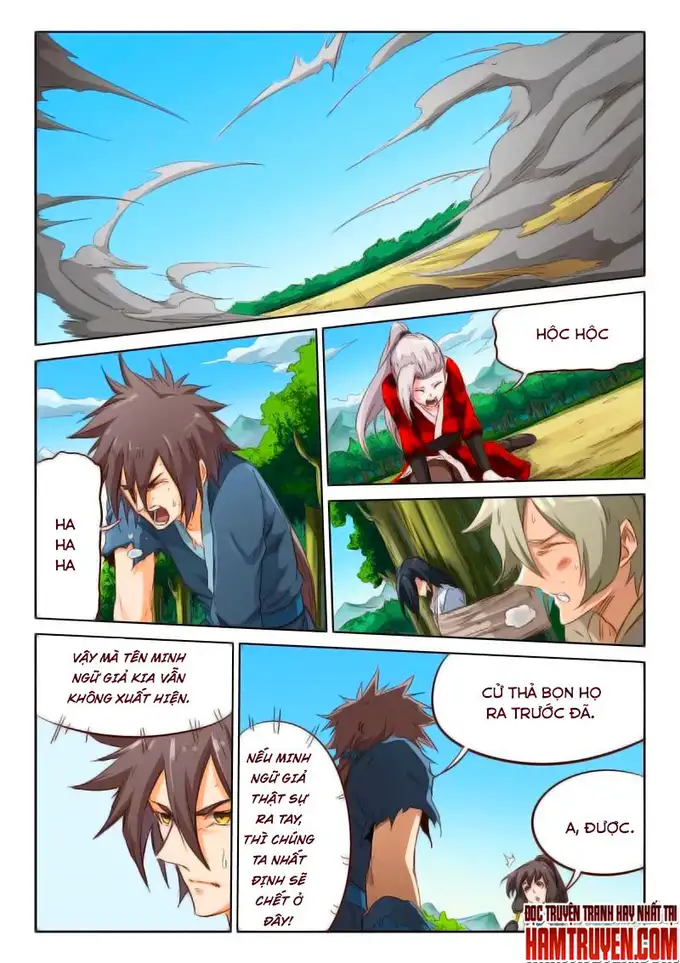 HỘC HỘC
HA
HA
HA
VẬY MÀ TÊN MINH
NGỮ GIẢ KIA VẪN
KHÔNG XUẤT HIỆN.
NẾU MINH
NGỮ GIẢ
THẬT SỰ
RA TAY,
THÌ CHÚNG
TA NHẤT
ĐỊNH SẼ
CHẾT Ở
ĐÂY!
CỨ THẢ BỌN HỌ
RA TRƯỚC ĐÃ.
A, ĐƯỢC.
ĐỌC TRUYỆN TRANH HAY NHẤT TẠI
HAMTRUYEN.COM